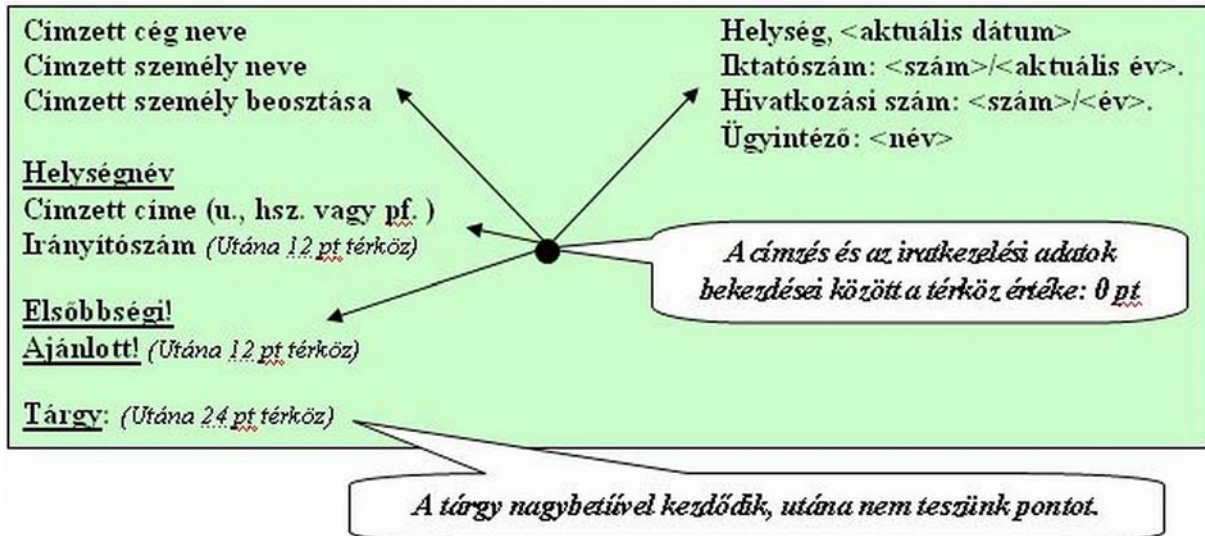 Címzett cég neve
Címzett személy neve
Címzett személy beosztása
Helység, <aktuális dátum>
Iktatószám: <szám>/<aktuális év>.
Hivatkozási szám: <szám>/<év>.
Ügyintéző: <név>
Helységnév
Címzett címe (u., hsz. vagy pf. )
Irányítószám (Utána 12 pt térköz)
A címzés és az iratkezelési adatok
bekezdései között a térköz értéke: 0 pt
Elsőbbségi!
Ajánlott! (Utána 12 pt térköz)
Tárgy: (Utána 24 pt térköz)
A tárgy nagybetűvel kezdődik, utána nem teszünk pontot.